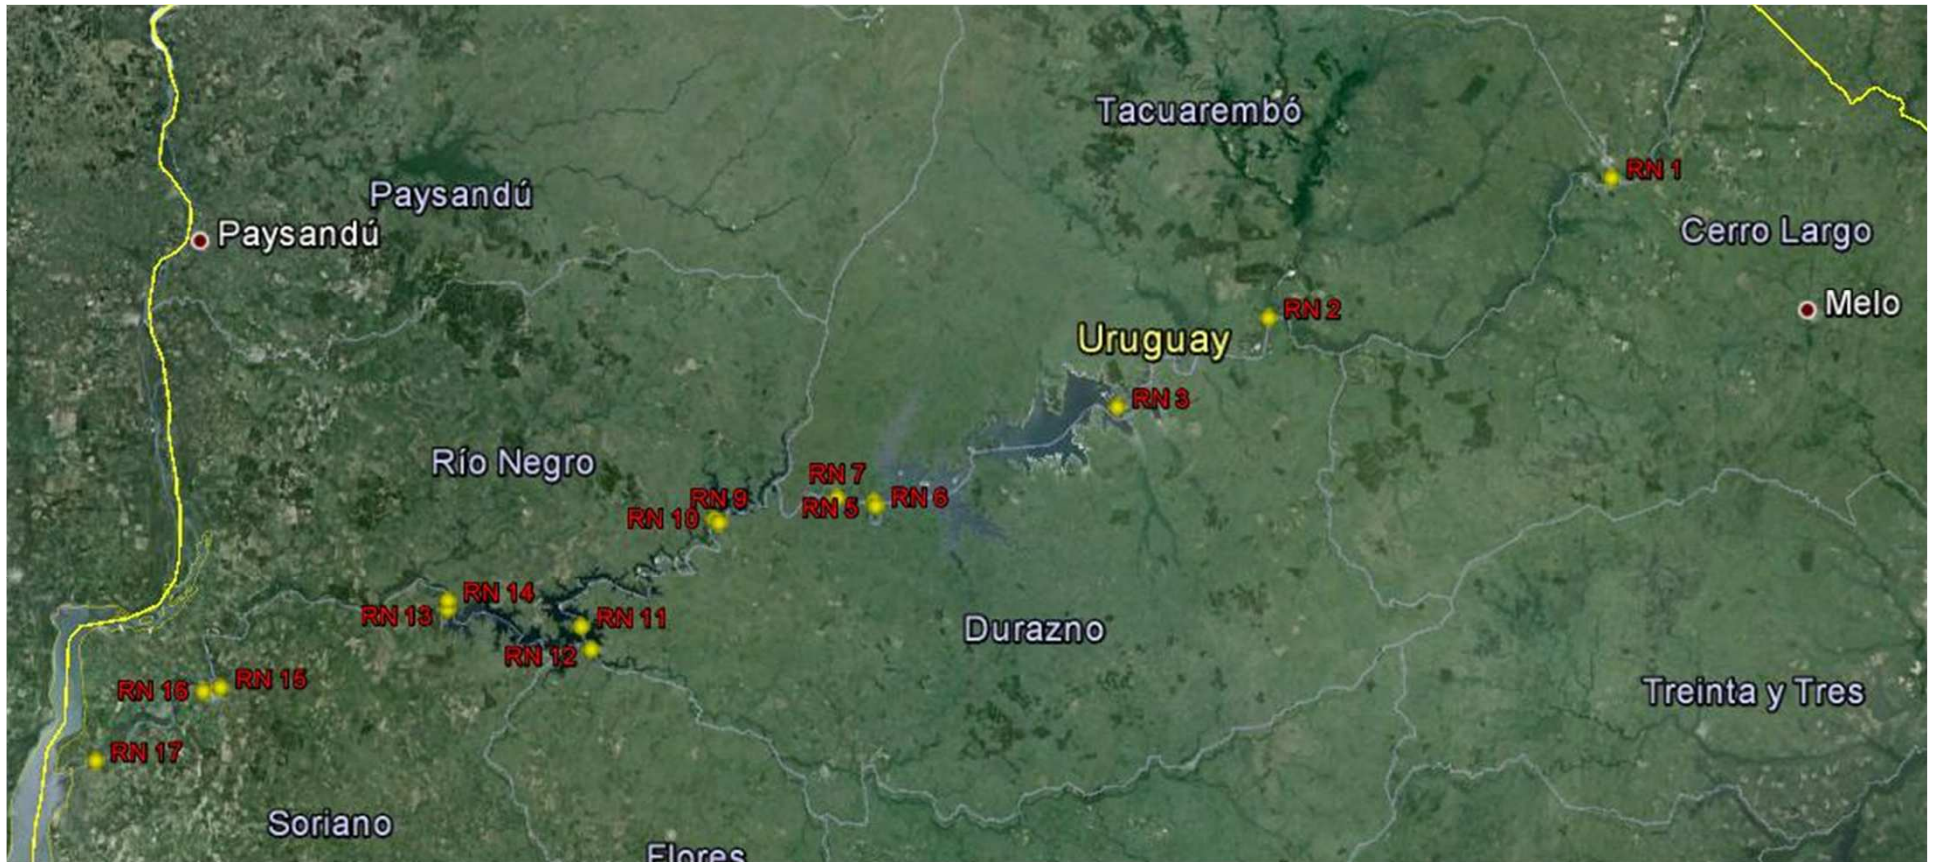 Tacuarembó
RN 1
Paysandú
Paysandú
Cerro Largo
Melo
RN 2
Uruguay
RN 3
Río Negro
RN 7
RN 9
RN 6
RN 5
RN 10
RN 14
RN 13
RN 11
Durazno
RN 12
RN 15
RN 16
Treinta y Tres
RN 17
Soriano
Flores